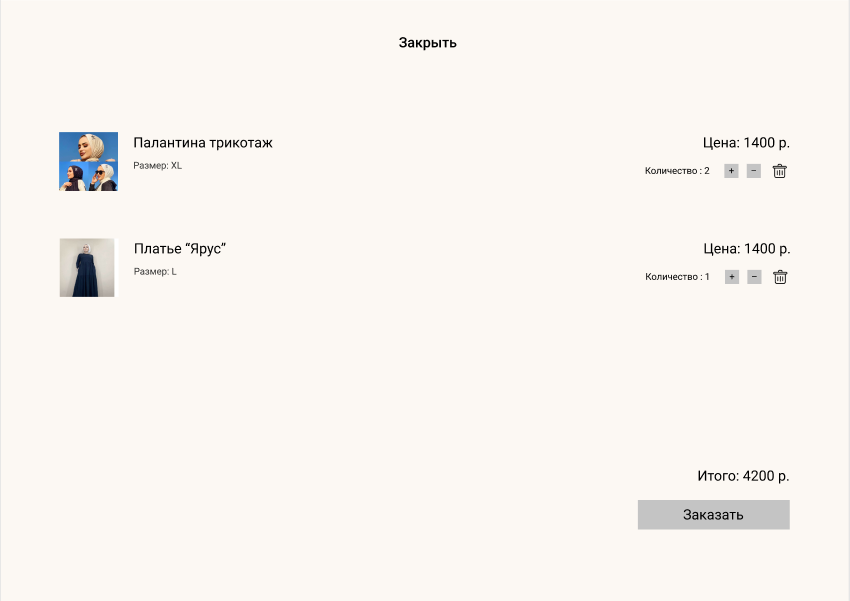 Закрыть
Палантина трикотаж
Цена: 1400 р.
Размер: XL
Количество : 2 + −
Платье “Ярус”
Цена: 1400 р.
Размер: L
Количество : 1 + −
Итого: 4200 р.
Заказать